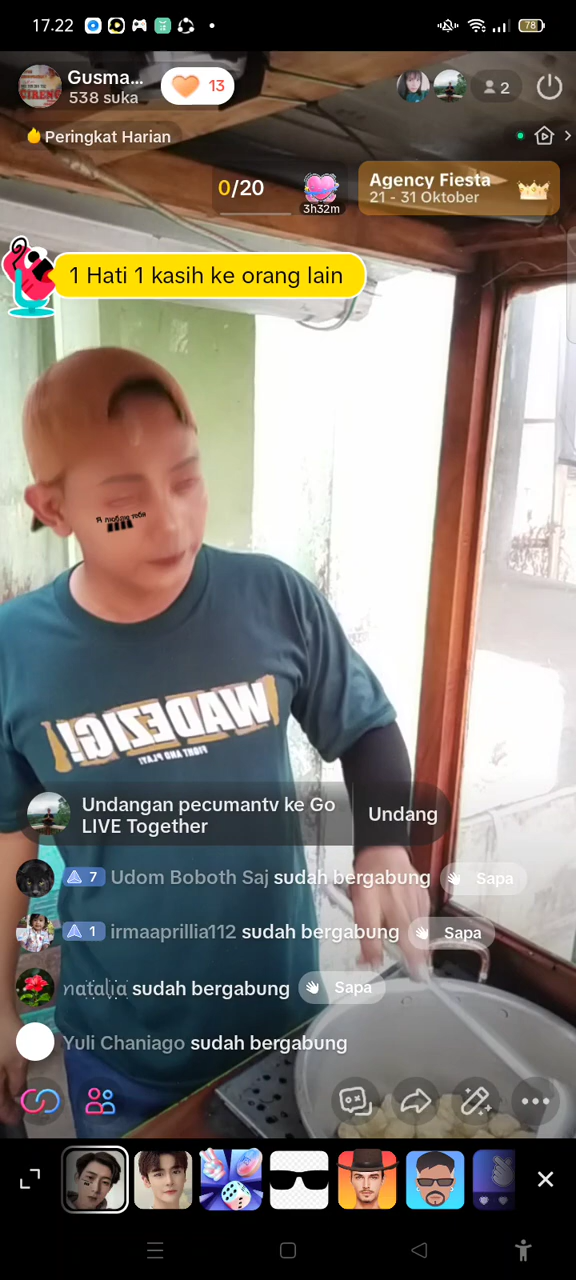 17.22
78
Gusma...
538 suka
13
2
Peringkat Harian
0/20
3h32m
Agency Fiesta
21 - 31 Oktober
1 Hati 1 kasih ke orang lain
Я люблю тебя
WADEZIG!
FIGHT AND PLAY!
Undangan pecumantv ke Go
LIVE Together
Undang
7 Udom Boboth Saj sudah bergabung
Sapa
1 irmaaprillia112 sudah bergabung
Sapa
natalia sudah bergabung
Sapa
Yuli Chaniago sudah bergabung